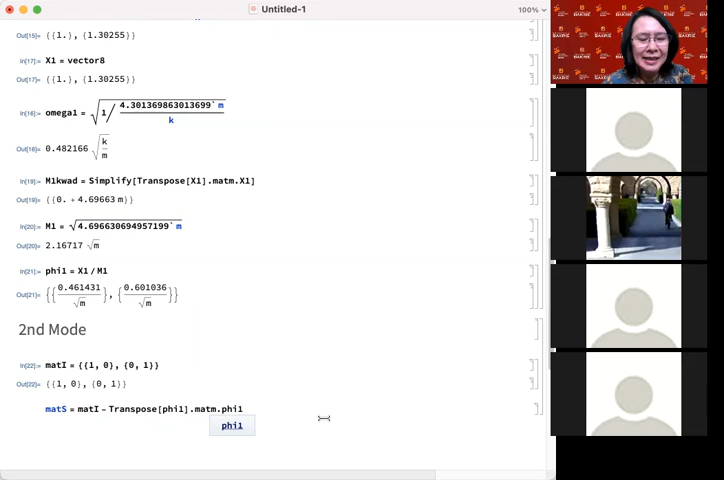 Untitled-1
100%
Out[15]= {{1.}, {1.30255}}
In[17]:= X1 = vector8
Out[17]= {{1.}, {1.30255}}
In[16]:= omega1 = √1/ 4.301369863013699` m
k
Out[16]= 0.482166 √k
m
In[19]:= M1kwad = Simplify[Transpose[X1].matm.X1]
Out[19]= {{0. + 4.69663 m}}
In[20]:= M1 = √4.696630694957199` m
Out[20]= 2.16717 √m
In[21]:= phi1 = X1 / M1
Out[21]= {{0.461431
√m}, {0.601036
√m}}
2nd Mode
In[22]:= matI = {{1, 0}, {0, 1}}
Out[22]= {{1, 0}, {0, 1}}
matS = matI - Transpose[phi1].matm.phi1
phi1